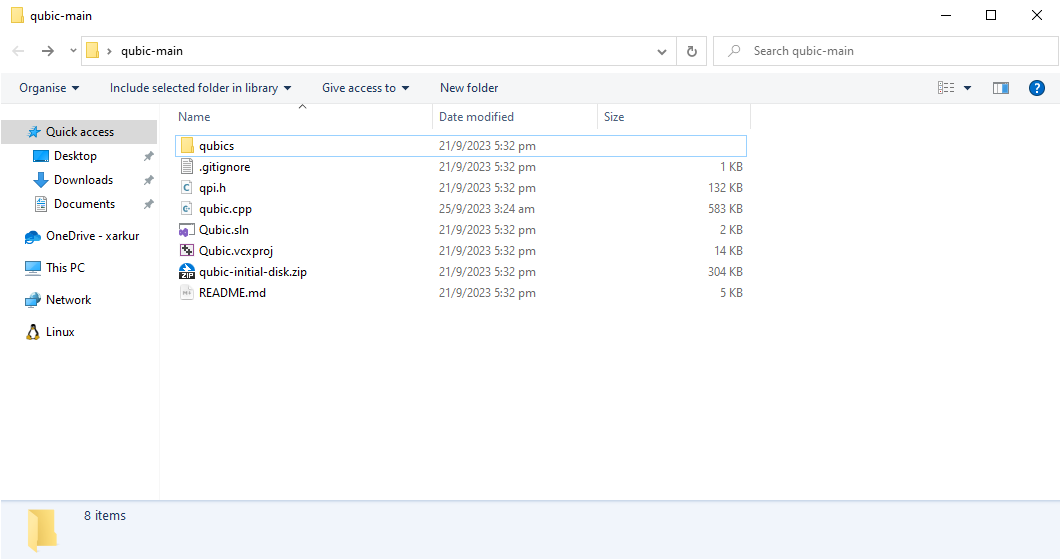 qubic-main
qubic-main
Search qubic-main
Organise Include selected folder in library Give access to New folder ?
Name Date modified Size
Quick access
Desktop
Downloads
Documents
OneDrive - xarkur
This PC
Network
Linux
qubics 21/9/2023 5:32 pm
.gitignore 21/9/2023 5:32 pm 1 KB
C qpi.h 21/9/2023 5:32 pm 132 KB
C qubic.cpp 25/9/2023 3:24 am 583 KB
Qubic.sln 21/9/2023 5:32 pm 2 KB
Qubic.vcxproj 21/9/2023 5:32 pm 14 KB
ZIP qubic-initial-disk.zip 21/9/2023 5:32 pm 304 KB
README.md 21/9/2023 5:32 pm 5 KB
8 items